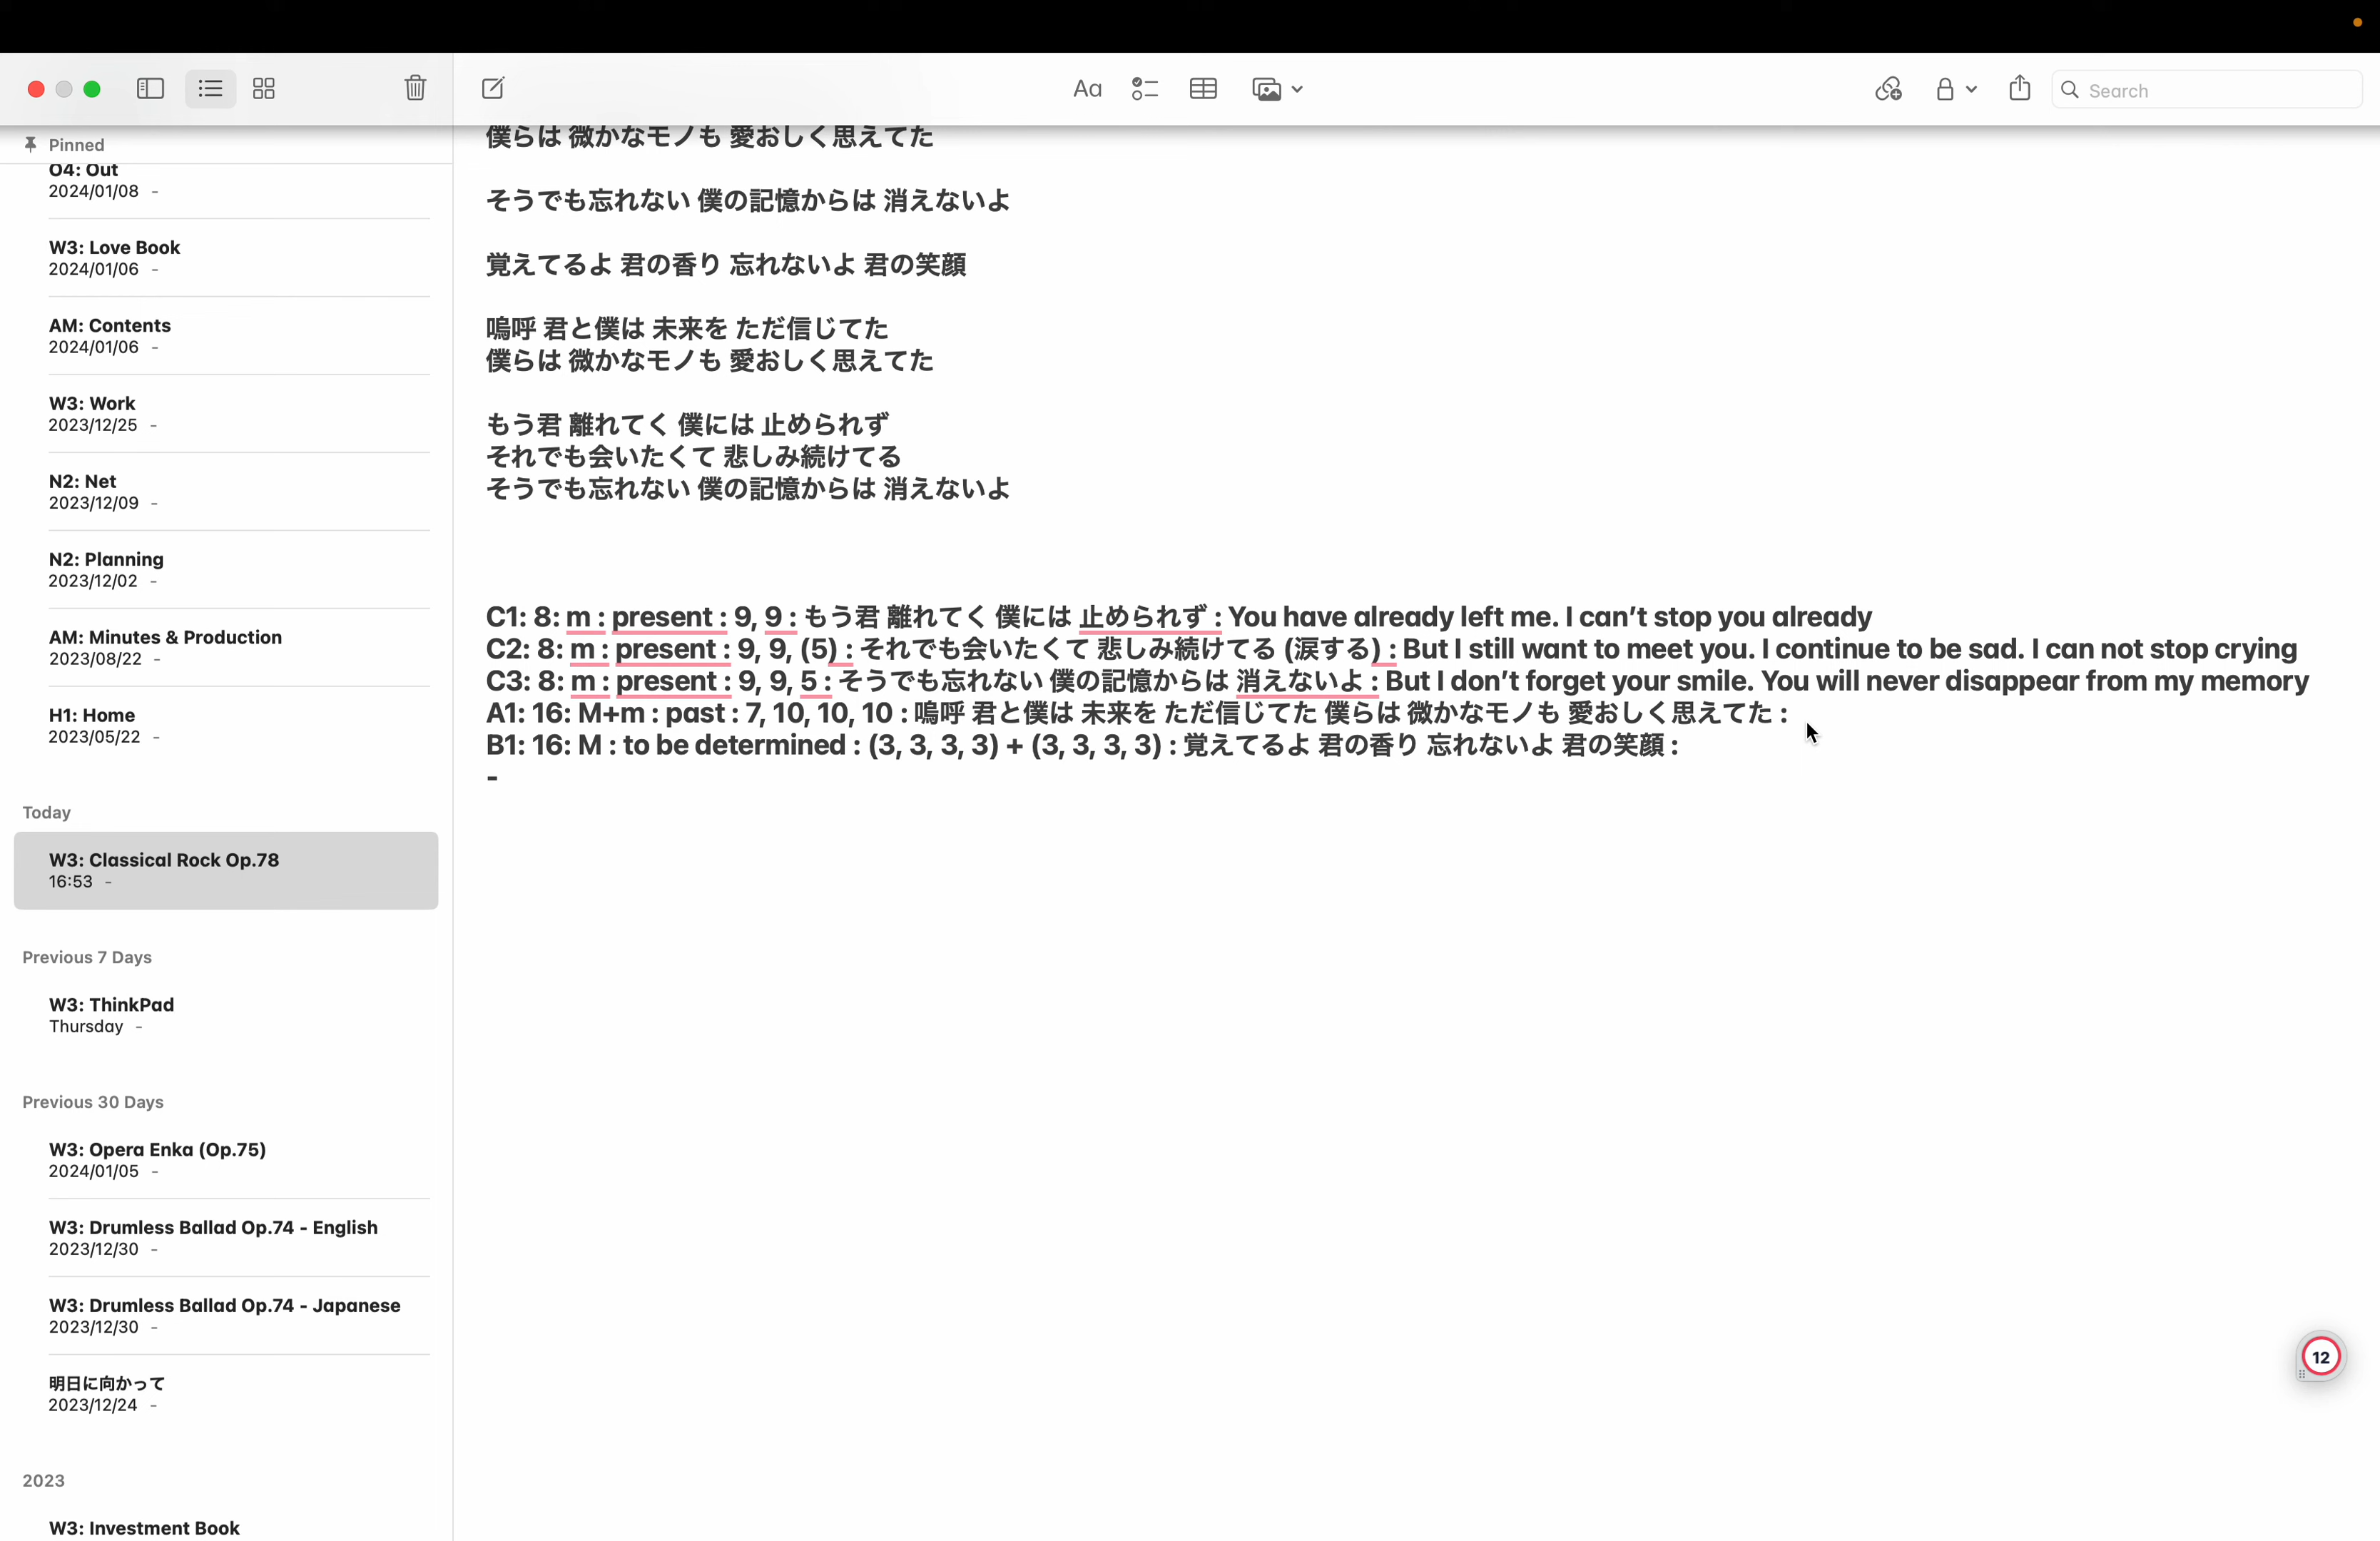 Search
Pinned
O4: Out
2024/01/08 -
W3: Love Book
2024/01/06 -
AM: Contents
2024/01/06 -
W3: Work
2023/12/25 -
N2: Net
2023/12/09 -
N2: Planning
2023/12/02 -
AM: Minutes & Production
2023/08/22 -
H1: Home
2023/05/22 -
Today
W3: Classical Rock Op.78
16:53 -
Previous 7 Days
W3: ThinkPad
Thursday -
Previous 30 Days
W3: Opera Enka (Op.75)
2024/01/05 -
W3: Drumless Ballad Op.74 - English
2023/12/30 -
W3: Drumless Ballad Op.74 - Japanese
2023/12/30 -
明日に向かって
2023/12/24 -
2023
W3: Investment Book
Aa
僕らは 微かなモノも 愛おしく思えてた
そうでも忘れない 僕の記憶からは 消えないよ
覚えてるよ 君の香り 忘れないよ 君の笑顔
嗚呼 君と僕は 未来を ただ信じてた
僕らは 微かなモノも 愛おしく思えてた
もう君 離れてく 僕には 止められず
それでも会いたくて 悲しみ続けてる
そうでも忘れない 僕の記憶からは 消えないよ
C1: 8: m : present : 9, 9 : もう君 離れてく 僕には 止められず : You have already left me. I can’t stop you already
C2: 8: m : present : 9, 9, (5) : それでも会いたくて 悲しみ続けてる (涙する) : But I still want to meet you. I continue to be sad. I can not stop crying
C3: 8: m : present : 9, 9, 5 : そうでも忘れない 僕の記憶からは 消えないよ : But I don’t forget your smile. You will never disappear from my memory
A1: 16: M+m : past : 7, 10, 10, 10 : 嗚呼 君と僕は 未来を ただ信じてた 僕らは 微かなモノも 愛おしく思えてた :
B1: 16: M : to be determined : (3, 3, 3, 3) + (3, 3, 3, 3) : 覚えてるよ 君の香り 忘れないよ 君の笑顔 :
-
12